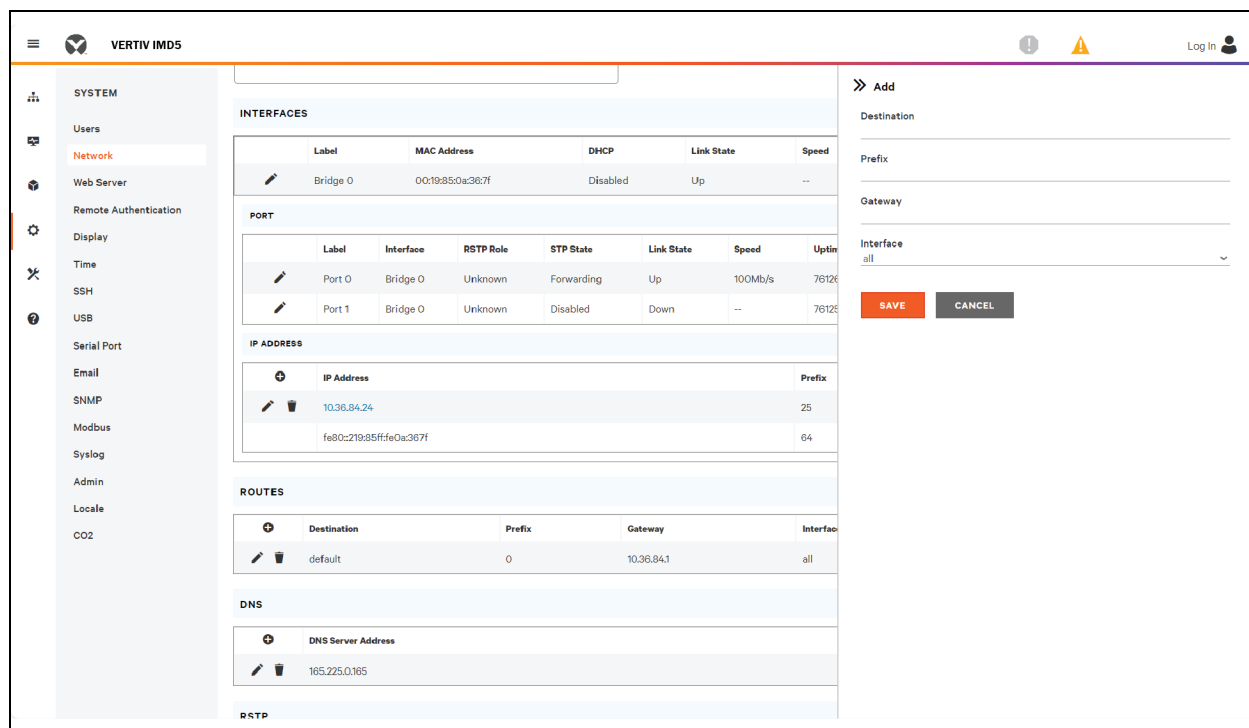 VERTIV IMD5
Log In
SYSTEM
Users
Network
Web Server
Remote Authentication
Display
Time
SSH
USB
Serial Port
Email
SNMP
Modbus
Syslog
Admin
Locale
CO2
INTERFACES
Label MAC Address DHCP Link State Speed
Bridge 0 00:19:85:0a:36:7f Disabled Up --
PORT
Label Interface RSTP Role STP State Link State Speed Uptim
Port 0 Bridge 0 Unknown Forwarding Up 100Mb/s 76126
Port 1 Bridge 0 Unknown Disabled Down -- 76125
IP ADDRESS
IP Address Prefix
10.36.84.24 25
fe80::219:85ff:fe0a:367f 64
ROUTES
Destination Prefix Gateway Interfac
default 0 10.36.84.1 all
DNS
DNS Server Address
165.225.0.165
RSTP
Add
Destination
Prefix
Gateway
Interface
all
SAVE CANCEL